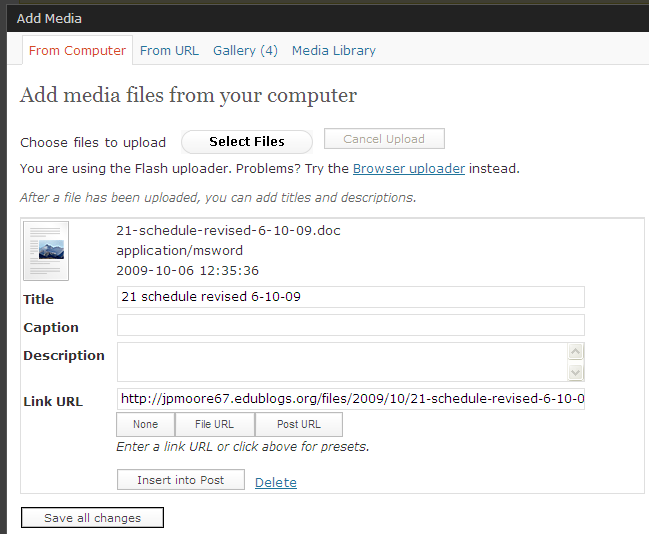 Add Media
From Computer From URL Gallery (4) Media Library
Add media files from your computer
Choose files to upload Select Files Cancel Upload
You are using the Flash uploader. Problems? Try the Browser uploader instead.
After a file has been uploaded, you can add titles and descriptions.
21-schedule-revised-6-10-09.doc
application/msword
2009-10-06 12:35:36
Title 21 schedule revised 6-10-09
Caption
Description
Link URL http://jpmoore67.edublogs.org/files/2009/10/21-schedule-revised-6-10-0
None File URL Post URL
Enter a link URL or click above for presets.
Insert into Post Delete
Save all changes